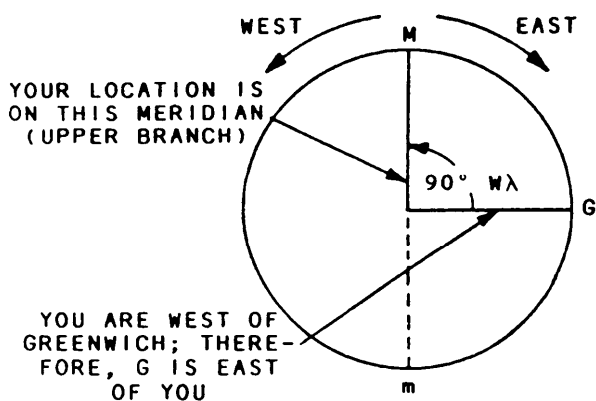 WEST
EAST
M
YOUR LOCATION IS
ON THIS MERIDIAN
(UPPER BRANCH)
90° Wλ
G
YOU ARE WEST OF
GREENWICH; THERE-
FORE, G IS EAST
OF YOU
m